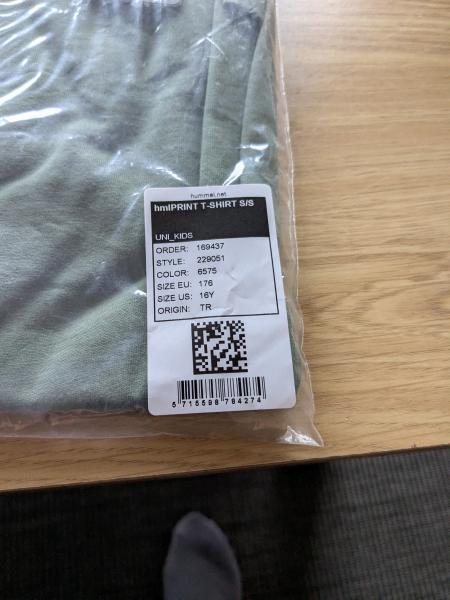 hummel.net
hmlPRINT T-SHIRT S/S
UNI_KIDS
ORDER: 169437
STYLE: 229051
COLOR: 6575
SIZE EU: 176
SIZE US: 16Y
ORIGIN: TR
5 715598 784274